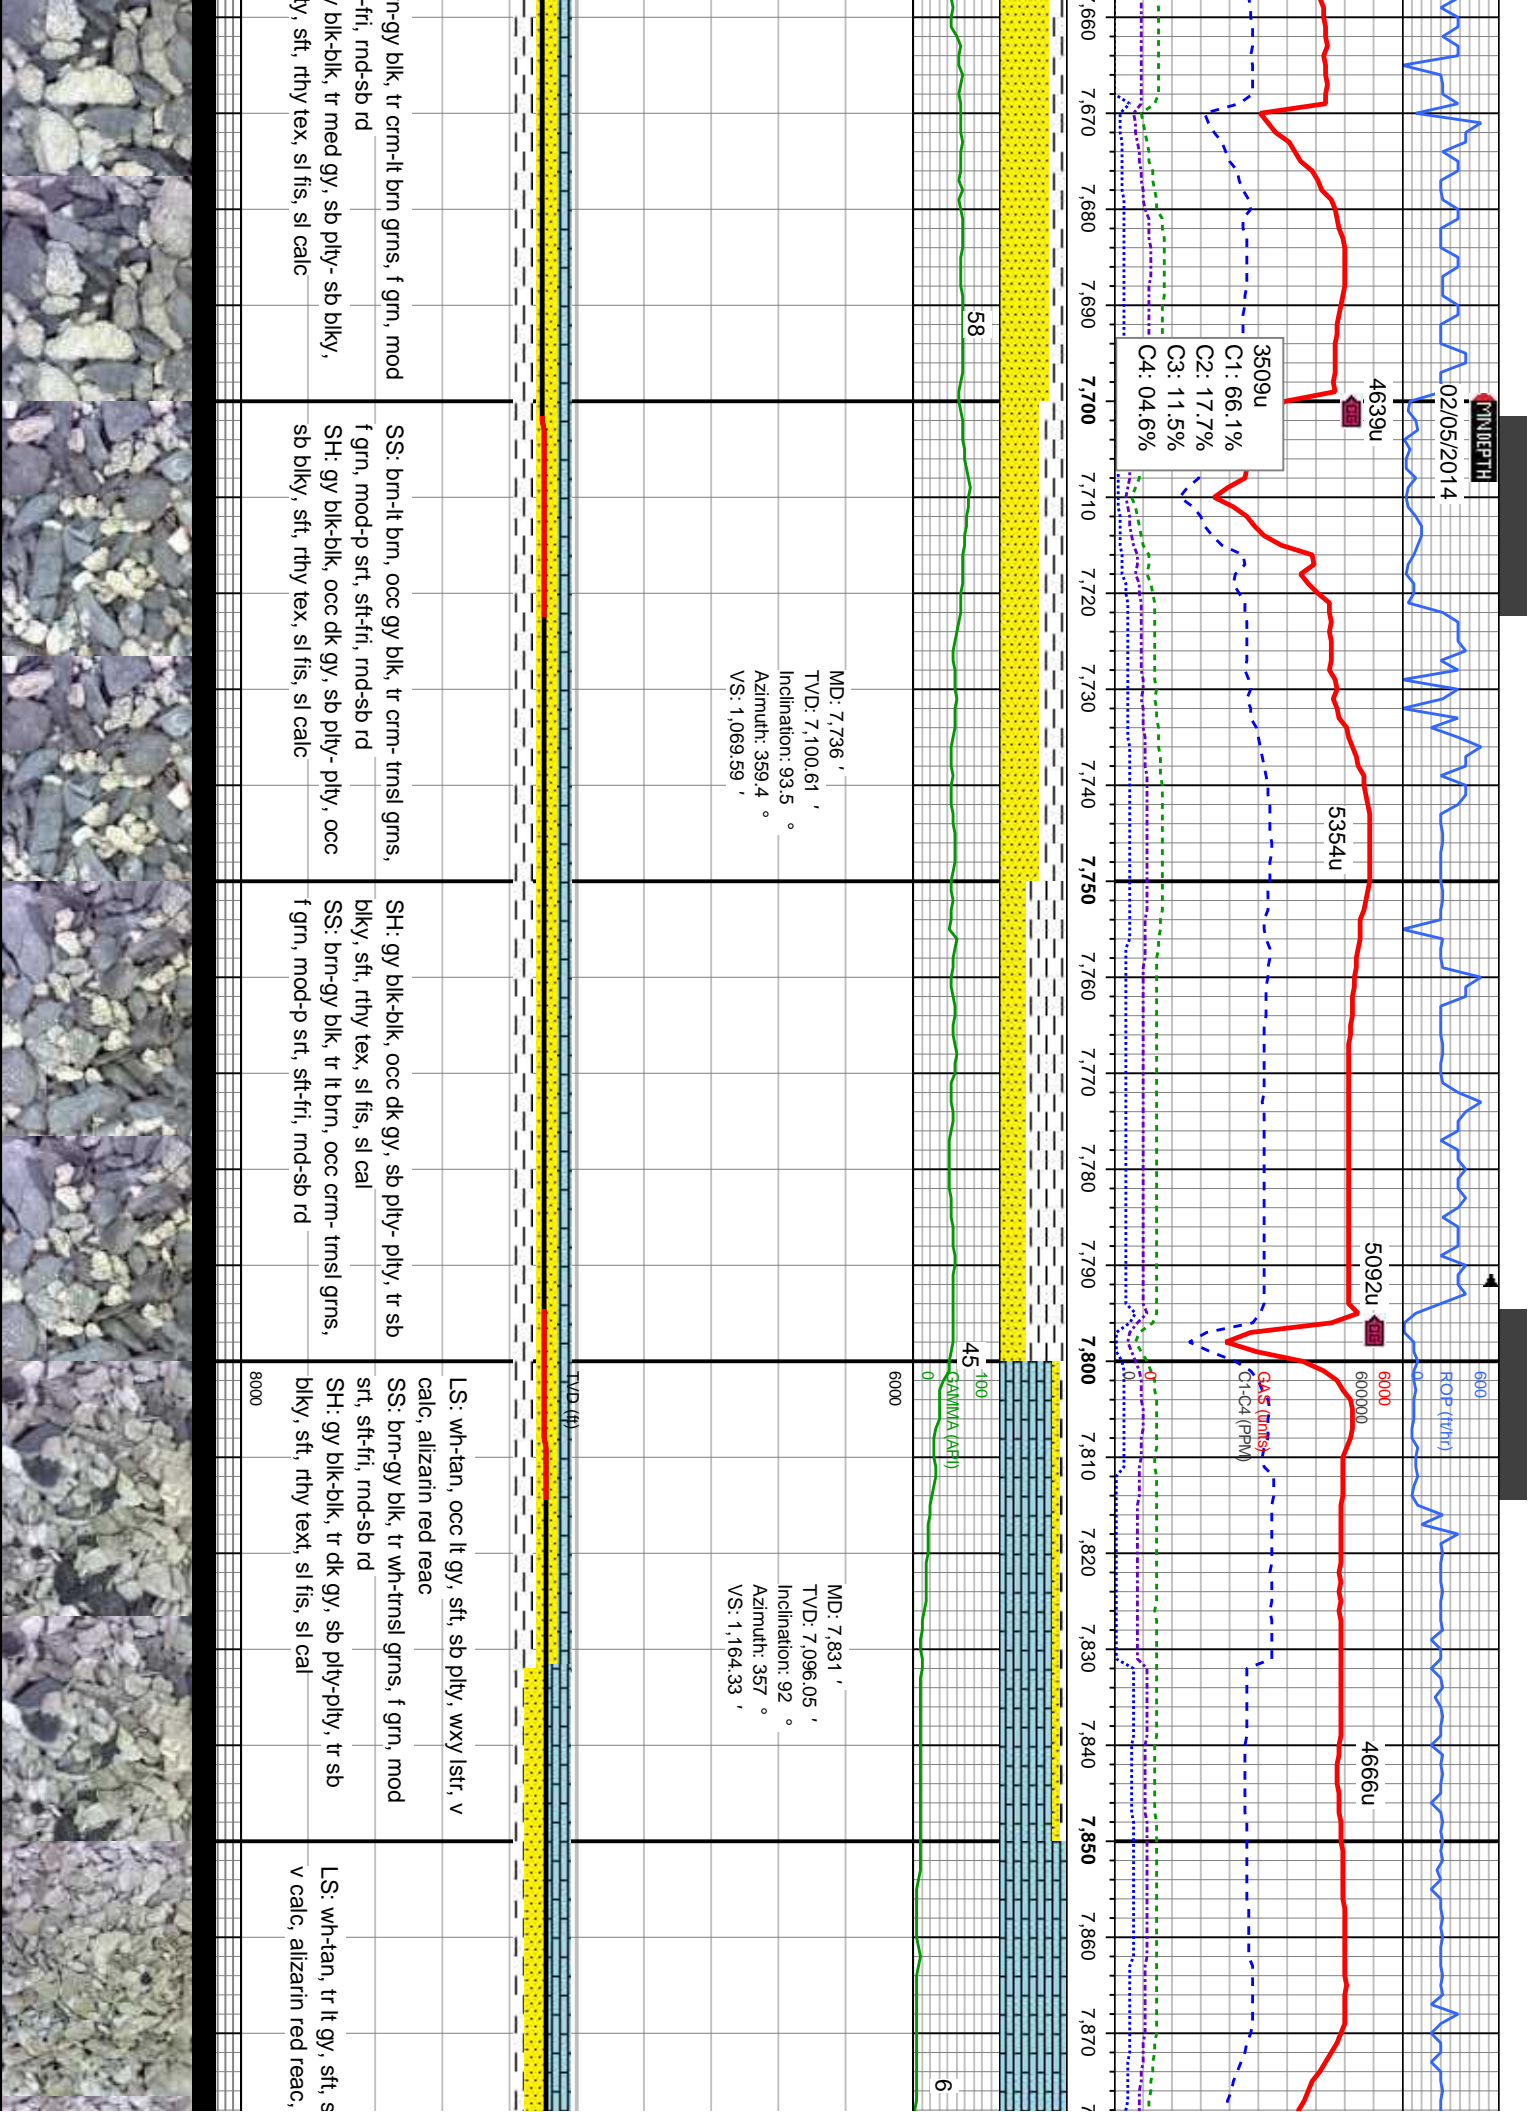 MNDEPTH
600
ROP (ft/hr)
0
02/05/2014
4639u
5354u
5092u
4666u
6000
GAS (units)
0
600000
C1-C4 (PPM)
0
3509u
C1: 66.1%
C2: 17.7%
C3: 11.5%
C4: 04.6%
,660
7,670
7,680
7,690
7,700
7,710
7,720
7,730
7,740
7,750
7,760
7,770
7,780
7,790
7,800
7,810
7,820
7,830
7,840
7,850
7,860
7,870
58
45
6
100
GAMMA (API)
0
6000
TVD (ft)
8000
MD: 7,736 '
TVD: 7,100.61 '
Inclination: 93.5 °
Azimuth: 359.4 °
VS: 1,069.59 '
MD: 7,831 '
TVD: 7,096.05 '
Inclination: 92 °
Azimuth: 357 °
VS: 1,164.33 '
n-gy blk, tr crm-lt brn grns, f grn, mod
-fri, rnd-sb rd
blk-blk, tr med gy, sb plty- sb blky,
ty, sft, rthy tex, sl fis, sl calc
SS: brn-lt brn, occ gy blk, tr crm- trnsl grns,
f grn, mod-p srt, sft-fri, rnd-sb rd
SH: gy blk-blk, occ dk gy, sb plty- plty, occ
sb blky, sft, rthy tex, sl fis, sl calc
SH: gy blk-blk, occ dk gy, sb plty- plty, tr sb
blky, sft, rthy tex, sl fis, sl cal
SS: brn-gy blk, tr lt brn, occ crm- trnsl grns,
f grn, mod-p srt, sft-fri, rnd-sb rd
LS: wh-tan, occ lt gy, sft, sb plty, wxy lstr, v
calc, alizarin red reac
SS: brn-gy blk, tr wh-trnsl grns, f grn, mod
srt, sft-fri, rnd-sb rd
SH: gy blk-blk, tr dk gy, sb plty-plty, tr sb
blky, sft, rthy text, sl fis, sl cal
LS: wh-tan, tr lt gy, sft, s
v calc, alizarin red reac,